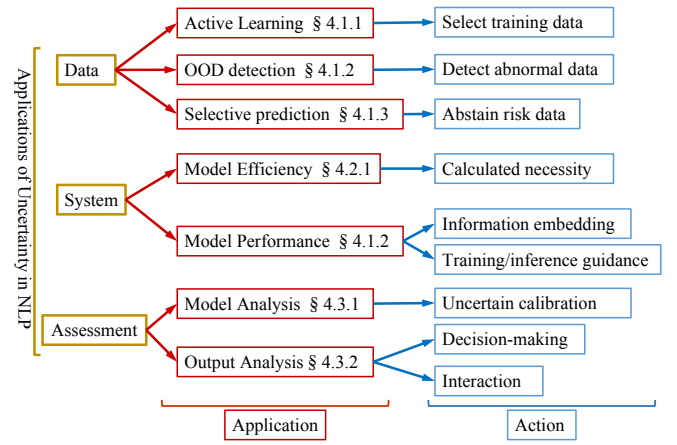 Applications of Uncertainty in NLP
Data
Active Learning § 4.1.1
Select training data
OOD detection § 4.1.2
Detect abnormal data
Selective prediction § 4.1.3
Abstain risk data
System
Model Efficiency § 4.2.1
Calculated necessity
Model Performance § 4.1.2
Information embedding
Training/inference guidance
Assessment
Model Analysis § 4.3.1
Uncertain calibration
Output Analysis § 4.3.2
Decision-making
Interaction
Application
Action